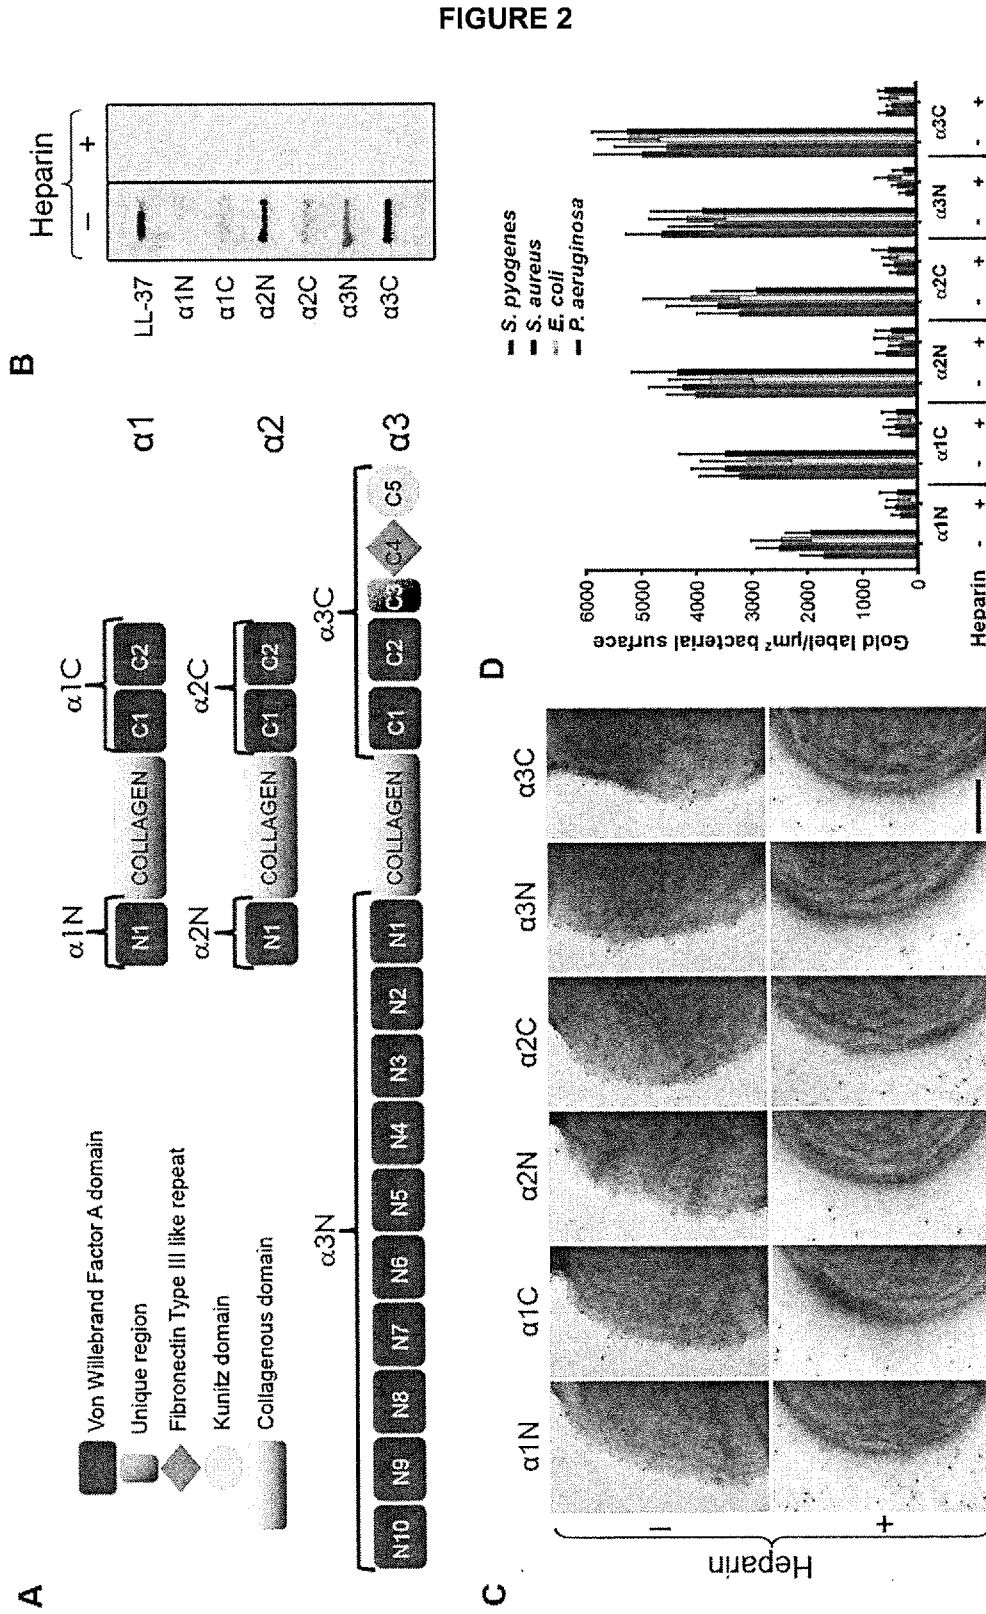 FIGURE 2
A
Von Willebrand Factor A domain
Unique region
Fibronectin Type III like repeat
Kunitz domain
Collagenous domain
α1N
α1C
N1 COLLAGEN C1 C2
α1
α2N
α2C
N1 COLLAGEN C1 C2
α2
α3N
α3C
N10 N9 N8 N7 N6 N5 N4 N3 N2 N1 COLLAGEN C1 C2 C3 C4 C5
α3
B
Heparin
– +
LL-37
α1N
α1C
α2N
α2C
α3N
α3C
C
α1N α1C α2N α2C α3N α3C
Heparin
–
+
D
S. pyogenes
S. aureus
E. coli
P. aeruginosa
Gold label/µm² bacterial surface
6000
5000
4000
3000
2000
1000
0
α1N α1C α2N α2C α3N α3C
Heparin - + - + - + - + - + - +